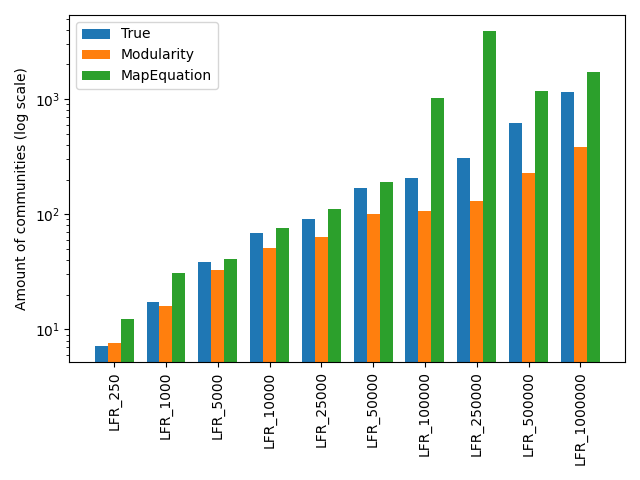 True
Modularity
MapEquation
Amount of communities (log scale)
10³
10²
10¹
LFR_250
LFR_1000
LFR_5000
LFR_10000
LFR_25000
LFR_50000
LFR_100000
LFR_250000
LFR_500000
LFR_1000000